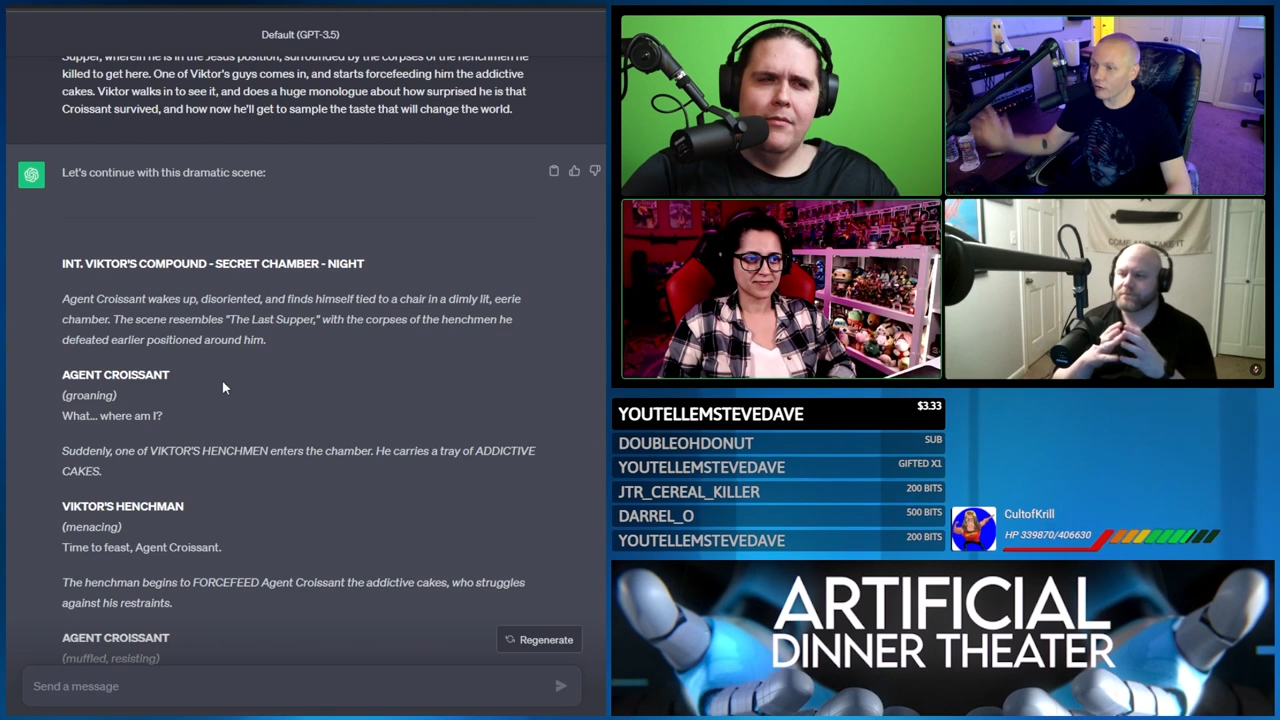 Default (GPT-3.5)
Supper, wherein he is in the Jesus position, surrounded by the corpses of the henchmen he
killed to get here. One of Viktor's guys comes in, and starts forcefeeding him the addictive
cakes. Viktor walks in to see it, and does a huge monologue about how surprised he is that
Croissant survived, and how now he'll get to sample the taste that will change the world.
Let's continue with this dramatic scene:
INT. VIKTOR'S COMPOUND - SECRET CHAMBER - NIGHT
Agent Croissant wakes up, disoriented, and finds himself tied to a chair in a dimly lit, eerie
chamber. The scene resembles "The Last Supper," with the corpses of the henchmen he
defeated earlier positioned around him.
AGENT CROISSANT
(groaning)
What... where am I?
Suddenly, one of VIKTOR'S HENCHMEN enters the chamber. He carries a tray of ADDICTIVE
CAKES.
VIKTOR'S HENCHMAN
(menacing)
Time to feast, Agent Croissant.
The henchman begins to FORCEFEED Agent Croissant the addictive cakes, who struggles
against his restraints.
AGENT CROISSANT
(muffled, resisting)
Regenerate
Send a message
COME AND TAKE IT
YOUTELLEMSTEVEDAVE $3.33
DOUBLEOHDONUT SUB
YOUTELLEMSTEVEDAVE GIFTED X1
JTR_CEREAL_KILLER 200 BITS
DARREL_O 500 BITS
YOUTELLEMSTEVEDAVE 200 BITS
CultofKrill
HP 339870/406630
ARTIFICIAL
DINNER THEATER